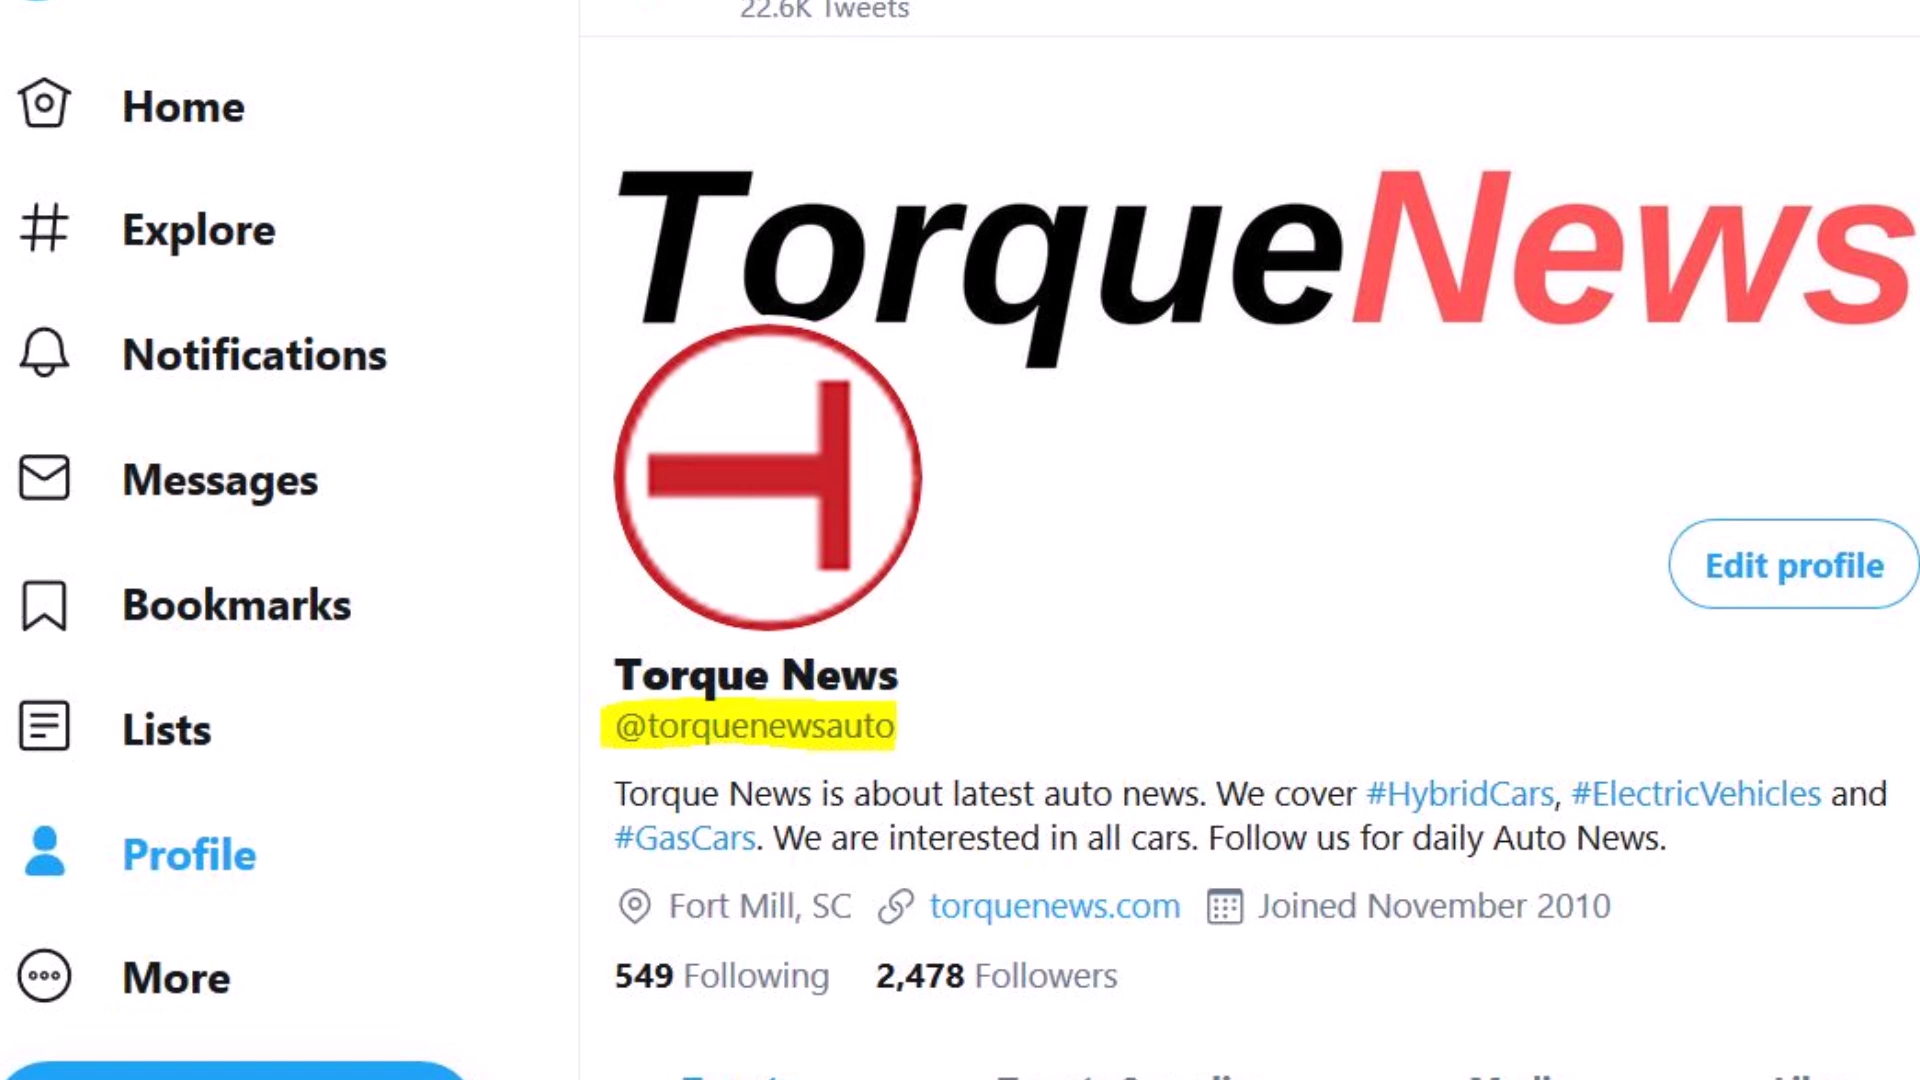 22.6K Tweets
Home
Explore
Notifications
Messages
Bookmarks
Lists
Profile
More
TorqueNews
T
Edit profile
Torque News
@torquenewsauto
Torque News is about latest auto news. We cover #HybridCars, #ElectricVehicles and
#GasCars. We are interested in all cars. Follow us for daily Auto News.
Fort Mill, SC torquenews.com Joined November 2010
549 Following 2,478 Followers